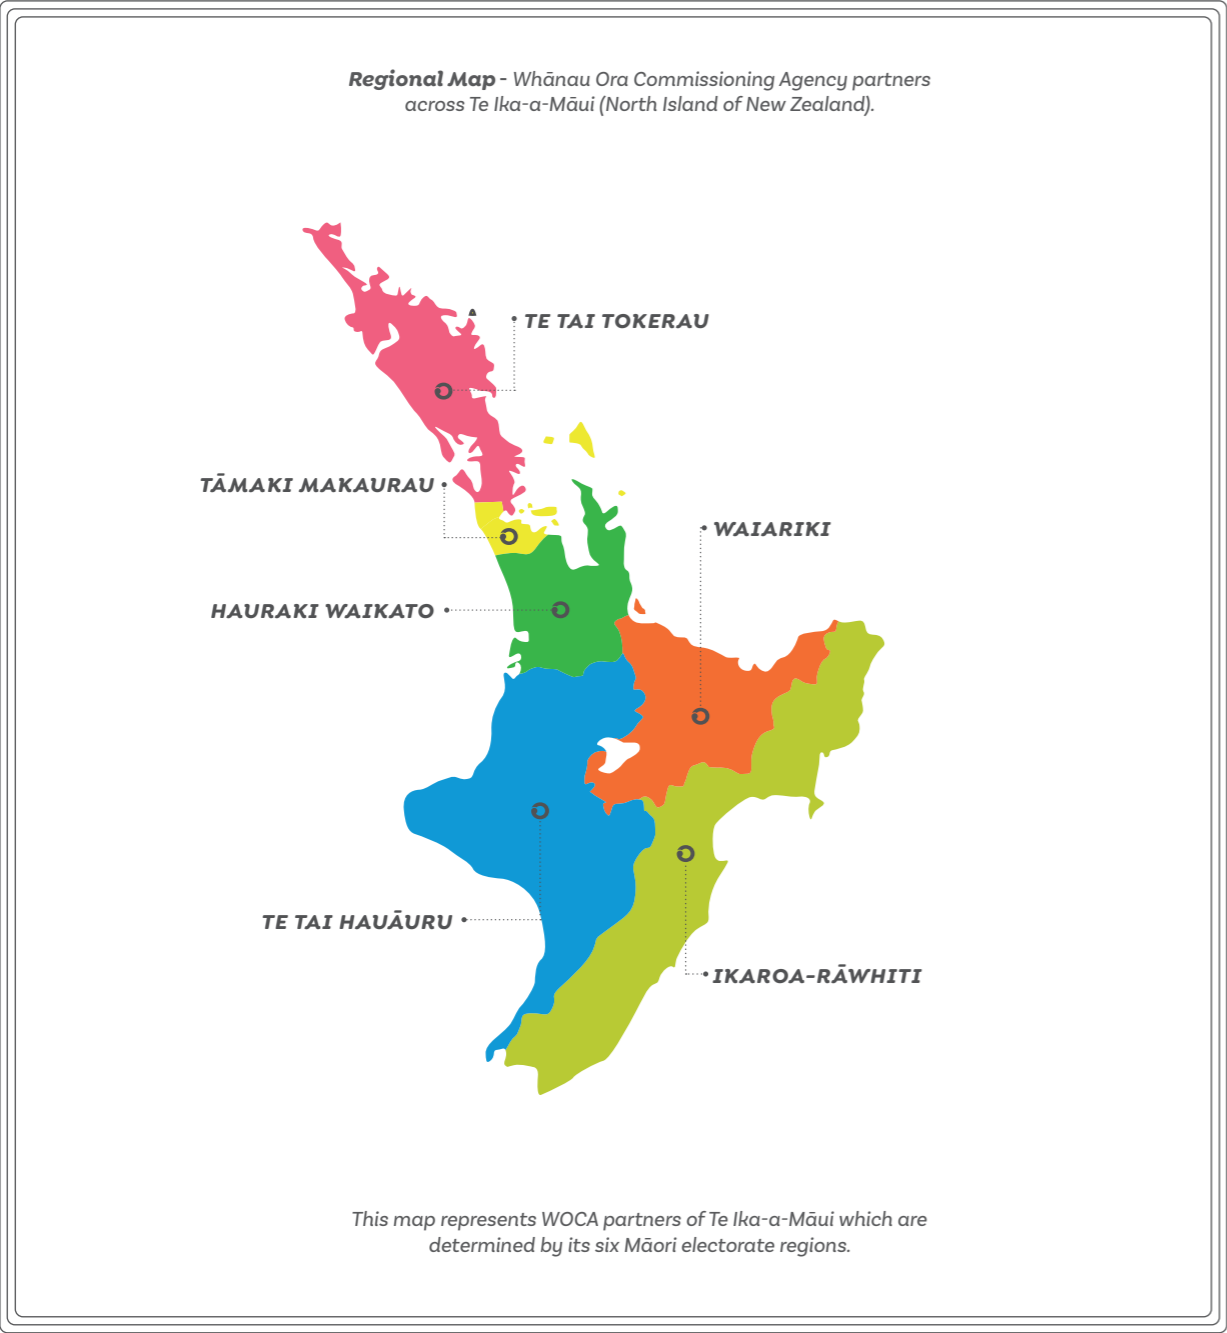 Regional Map - Whānau Ora Commissioning Agency partners
across Te Ika-a-Māui (North Island of New Zealand).
TE TAI TOKERAU
TĀMAKI MAKAURAU
WAIARIKI
HAURAKI WAIKATO
TE TAI HAUĀURU
IKAROA-RĀWHITI
This map represents WOCA partners of Te Ika-a-Māui which are
determined by its six Māori electorate regions.